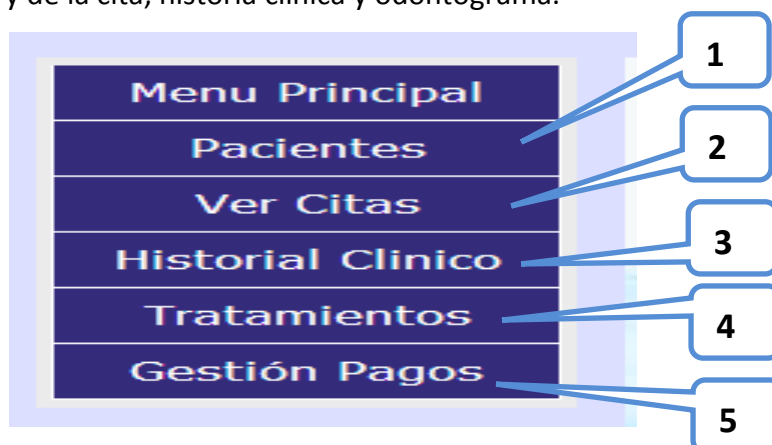 y de la cita, historia clinica y odontograma.
Menu Principal
Pacientes
Ver Citas
Historial Clinico
Tratamientos
Gestión Pagos
1
2
3
4
5